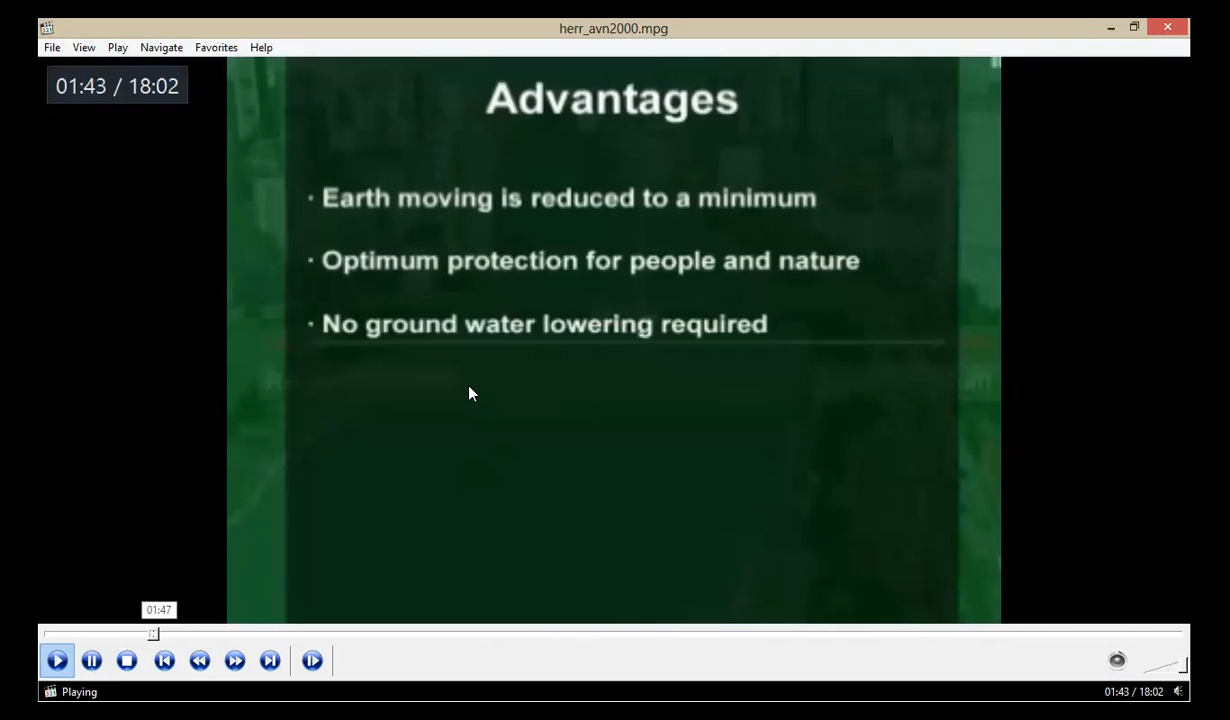 herr_avn2000.mpg
File View Play Navigate Favorites Help
01:43 / 18:02
Advantages
· Earth moving is reduced to a minimum
· Optimum protection for people and nature
· No ground water lowering required
01:47
Playing
01:43 / 18:02